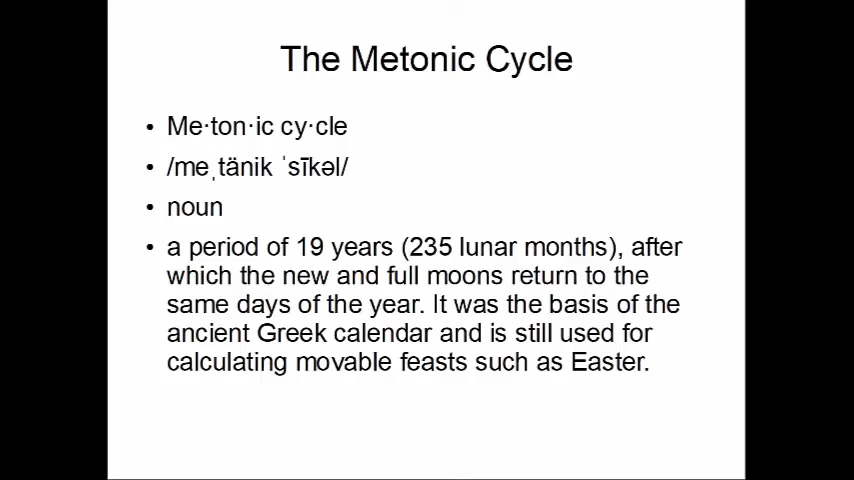 The Metonic Cycle
• Me·ton·ic cy·cle
• /meˌtänik ˈsīkəl/
• noun
• a period of 19 years (235 lunar months), after
which the new and full moons return to the
same days of the year. It was the basis of the
ancient Greek calendar and is still used for
calculating movable feasts such as Easter.